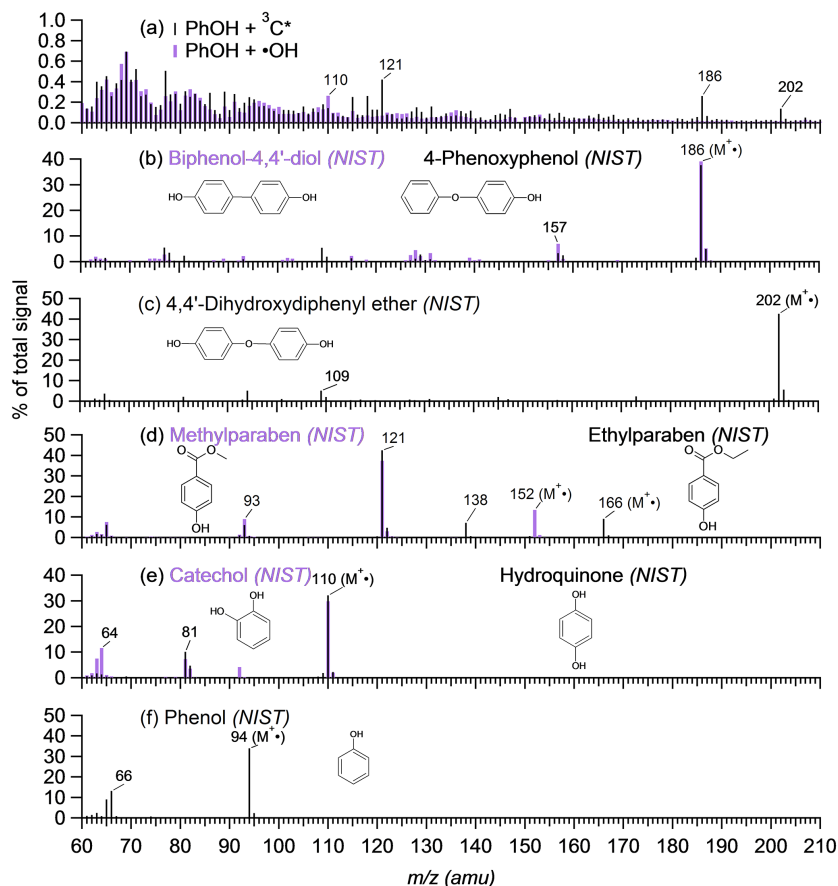 (a) | PhOH + ³C*
| PhOH + •OH
110
121
186
202
1.0
0.8
0.6
0.4
0.2
0.0
(b) Biphenol-4,4'-diol (NIST)
4-Phenoxyphenol (NIST)
186 (M⁺•)
157
HO
OH
O
OH
40
30
20
10
0
(c) 4,4'-Dihydroxydiphenyl ether (NIST)
202 (M⁺•)
109
HO
O
OH
50
40
30
20
10
0
% of total signal
(d) Methylparaben (NIST)
121
Ethylparaben (NIST)
93
138
152 (M⁺•)
166 (M⁺•)
O
O
OH
O
O
OH
50
40
30
20
10
0
(e) Catechol (NIST)
110 (M⁺•)
Hydroquinone (NIST)
64
81
OH
HO
OH
OH
40
30
20
10
0
(f) Phenol (NIST)
94 (M⁺•)
66
OH
50
40
30
20
10
0
60 70 80 90 100 110 120 130 140 150 160 170 180 190 200 210
m/z (amu)